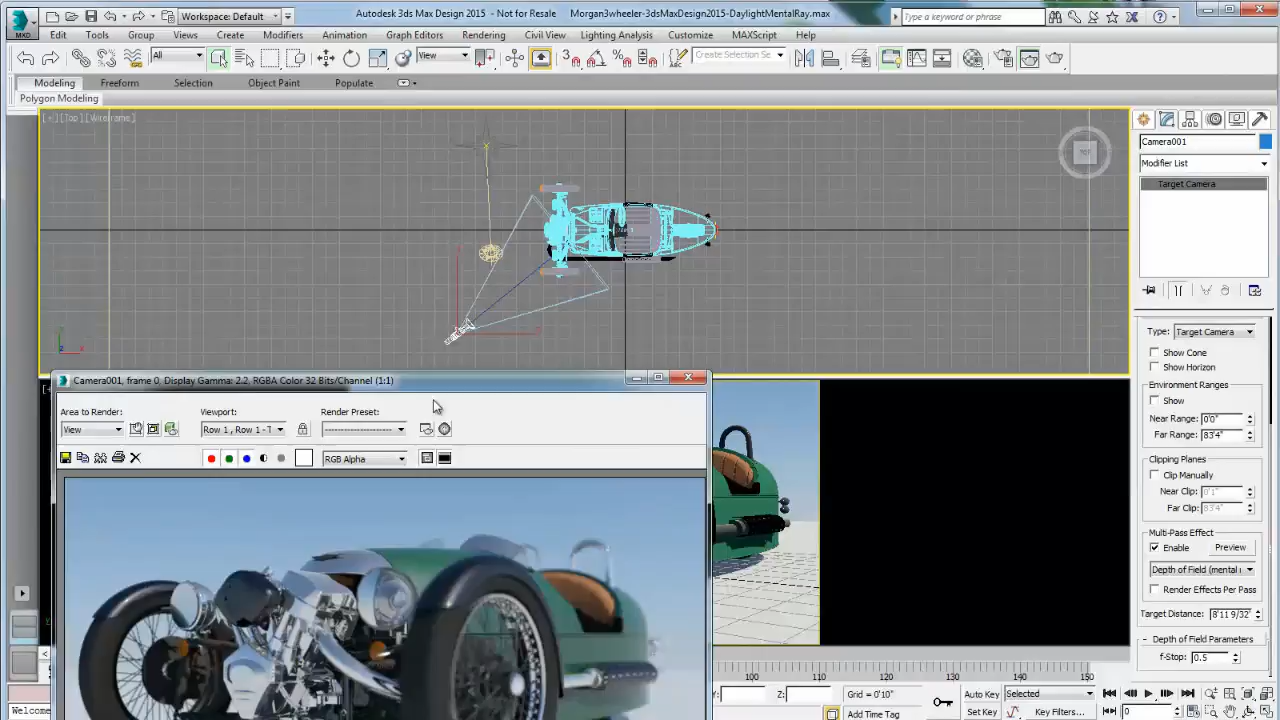 Workspace: Default
Autodesk 3ds Max Design 2015 - Not for Resale Morgan3wheeler-3dsMaxDesign2015-DaylightMentalRay.max
Type a keyword or phrase
MXD
Edit Tools Group Views Create Modifiers Animation Graph Editors Rendering Civil View Lighting Analysis Customize MAXScript Help
All
View
Create Selection Se
Modeling Freeform Selection Object Paint Populate
Polygon Modeling
[+] [Top] [Wireframe]
TOP
Camera001
Modifier List
Target Camera
Type: Target Camera
Show Cone
Show Horizon
Environment Ranges
Show
Near Range: 0'0"
Far Range: 83'4"
Clipping Planes
Clip Manually
Near Clip: 0'1"
Far Clip: 83'4"
Multi-Pass Effect
Enable Preview
Depth of Field (mental r
Render Effects Per Pass
Target Distance: 8'11 9/32"
- Depth of Field Parameters
f-Stop: 0.5
Camera001, frame 0, Display Gamma: 2.2, RGBA Color 32 Bits/Channel (1:1)
Area to Render:
View
Viewport:
Row 1 , Row 1 - T
Render Preset:
RGB Alpha
100 110 120 130 140 150
Y: Z: Grid = 0'10"
Add Time Tag
Auto Key Selected
Set Key Key Filters...
0
Welcome